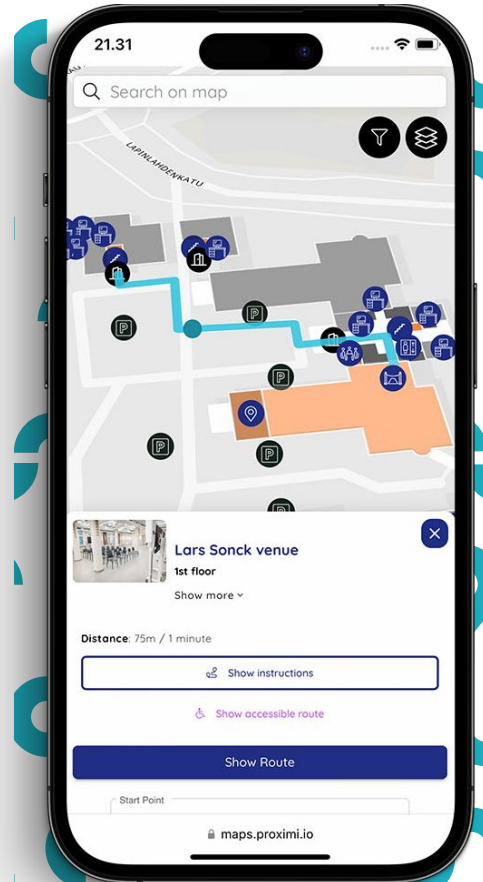 21.31
Search on map
LAPINLAHDENKATU
P
P
P
P
P
P
Lars Sonck venue
1st floor
Show more
Distance: 75m / 1 minute
Show instructions
Show accessible route
Show Route
Start Point
maps.proximi.io